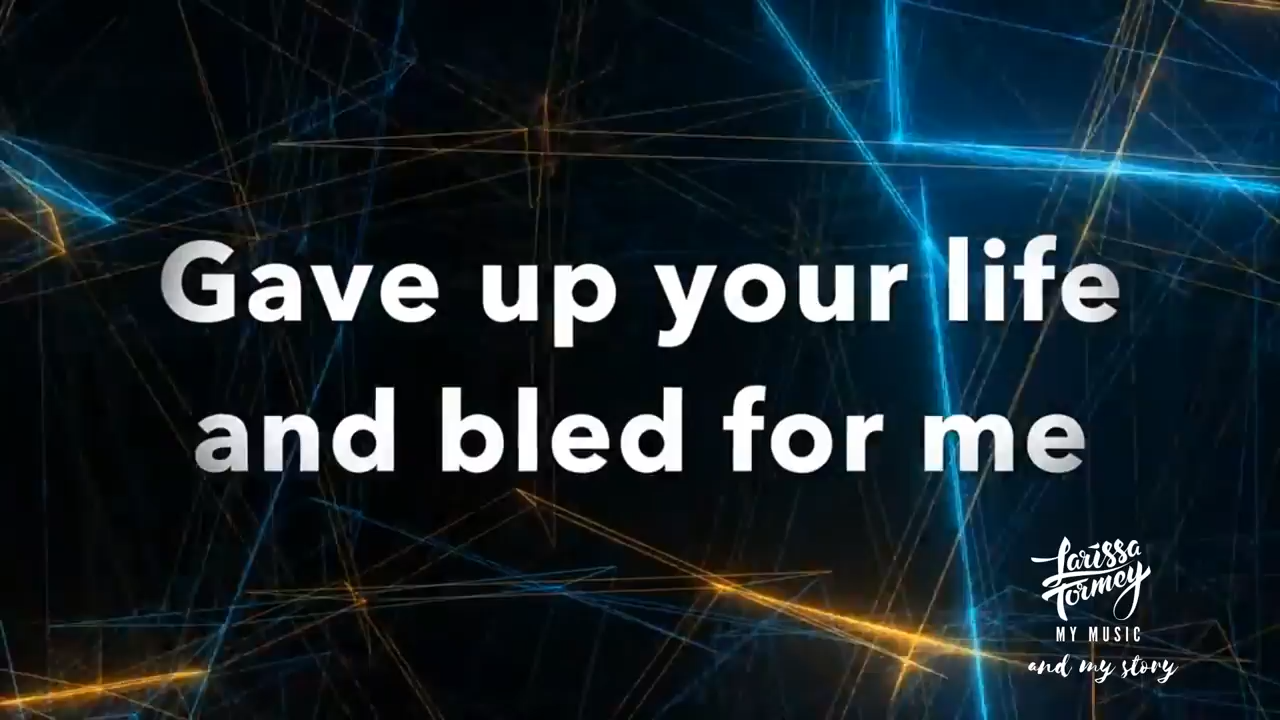 Gave up your life
and bled for me
Larissa
Tormey
MY MUSIC
and my story